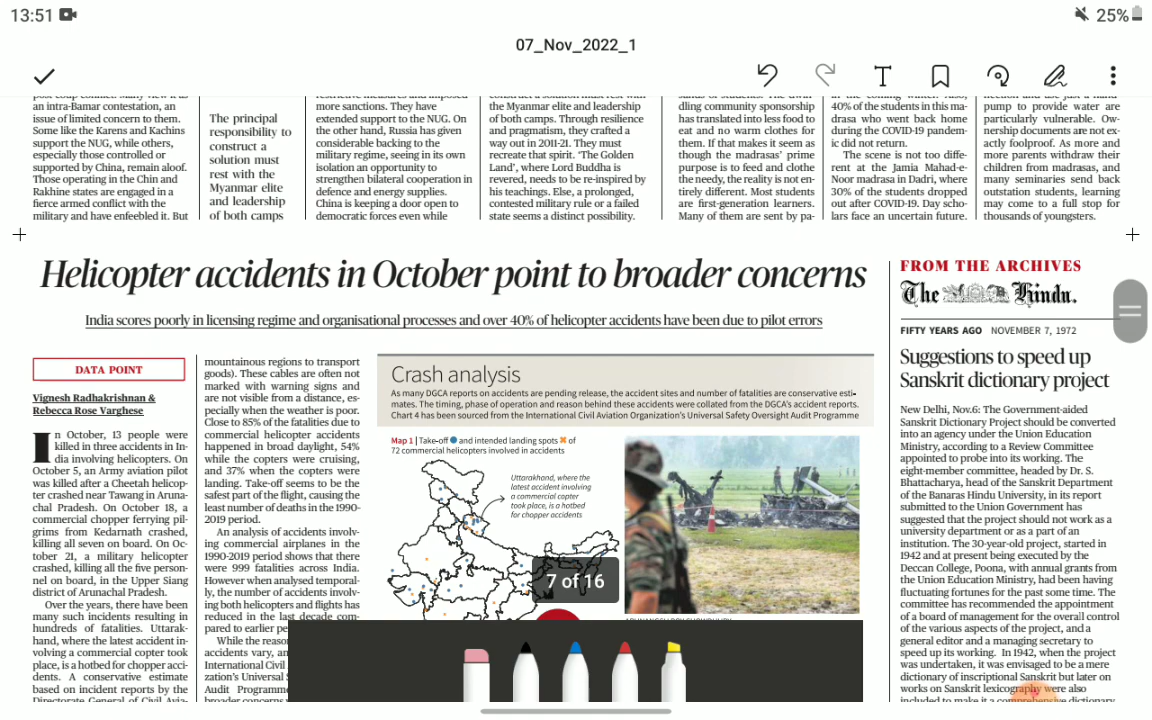 13:51
25%
07_Nov_2022_1
T
an intra-Bamar contestation, an
issue of limited concern to them.
Some like the Karens and Kachins
support the NUG, while others,
especially those controlled or
supported by China, remain aloof.
Those operating in the Chin and
Rakhine states are engaged in a
fierce armed conflict with the
military and have enfeebled it. But
The principal
responsibility to
construct a
solution must
rest with the
Myanmar elite
and leadership
of both camps
more sanctions. They have
extended support to the NUG. On
the other hand, Russia has given
considerable backing to the
military regime, seeing in its own
isolation an opportunity to
strengthen bilateral cooperation in
defence and energy supplies.
China is keeping a door open to
democratic forces even while
the Myanmar elite and leadership
of both camps. Through resilience
and pragmatism, they crafted a
way out in 2011-21. They must
recreate that spirit. ‘The Golden
Land’, where Lord Buddha is
revered, needs to be re-inspired by
his teachings. Else, a prolonged,
contested military rule or a failed
state seems a distinct possibility.
dling community sponsorship
has translated into less food to
eat and no warm clothes for
them. If that makes it seem as
though the madrasas’ prime
purpose is to feed and clothe
the needy, the reality is not en-
tirely different. Most students
are first-generation learners.
Many of them are sent by pa-
40% of the students in this ma-
drasa who went back home
during the COVID-19 pandem-
ic did not return.
The scene is not too diffe-
rent at the Jamia Mahad-e-
Noor madrasa in Dadri, where
30% of the students dropped
out after COVID-19. Day scho-
lars face an uncertain future.
pump to provide water are
particularly vulnerable. Ow-
nership documents are not ex-
actly foolproof. As more and
more parents withdraw their
children from madrasas, and
many seminaries send back
outstation students, learning
may come to a full stop for
thousands of youngsters.
Helicopter accidents in October point to broader concerns
India scores poorly in licensing regime and organisational processes and over 40% of helicopter accidents have been due to pilot errors
DATA POINT
Vignesh Radhakrishnan &
Rebecca Rose Varghese
In October, 13 people were
killed in three accidents in In-
dia involving helicopters. On
October 5, an Army aviation pilot
was killed after a Cheetah helicop-
ter crashed near Tawang in Aruna-
chal Pradesh. On October 18, a
commercial chopper ferrying pil-
grims from Kedarnath crashed,
killing all seven on board. On Oc-
tober 21, a military helicopter
crashed, killing all the five person-
nel on board, in the Upper Siang
district of Arunachal Pradesh.
Over the years, there have been
many such incidents resulting in
hundreds of fatalities. Uttarak-
hand, where the latest accident in-
volving a commercial copter took
place, is a hotbed for chopper acci-
dents. A conservative estimate
based on incident reports by the
Directorate General of Civil Avia-
mountainous regions to transport
goods). These cables are often not
marked with warning signs and
are not visible from a distance, es-
pecially when the weather is poor.
Close to 85% of the fatalities due to
commercial helicopter accidents
happened in broad daylight, 54%
while the copters were cruising,
and 37% when the copters were
landing. Take-off seems to be the
safest part of the flight, causing the
least number of deaths in the 1990-
2019 period.
An analysis of accidents involv-
ing commercial airplanes in the
1990-2019 period shows that there
were 999 fatalities across India.
However when analysed temporal-
ly, the number of accidents involv-
ing both helicopters and flights has
reduced in the last decade com-
pared to earlier pe
While the reaso
accidents vary, an
International Civil
zation’s Universal S
Audit Programme
broader concerns
Crash analysis
As many DGCA reports on accidents are pending release, the accident sites and number of fatalities are conservative esti-
mates. The timing, phase of operation and reason behind these accidents were collated from the DGCA’s accident reports.
Chart 4 has been sourced from the International Civil Aviation Organization’s Universal Safety Oversight Audit Programme
Map 1 | Take-off and intended landing spots of
72 commercial helicopters involved in accidents
Uttarakhand, where the
latest accident involving
a commercial copter
took place, is a hotbed
for chopper accidents
7 of 16
FROM THE ARCHIVES
The Hindu.
FIFTY YEARS AGO NOVEMBER 7, 1972
Suggestions to speed up
Sanskrit dictionary project
New Delhi, Nov.6: The Government-aided
Sanskrit Dictionary Project should be converted
into an agency under the Union Education
Ministry, according to a Review Committee
appointed to probe into its working. The
eight-member committee, headed by Dr. S.
Bhattacharya, head of the Sanskrit Department
of the Banaras Hindu University, in its report
submitted to the Union Government has
suggested that the project should not work as a
university department or as a part of an
institution. The 30-year-old project, started in
1942 and at present being executed by the
Deccan College, Poona, with annual grants from
the Union Education Ministry, had been having
fluctuating fortunes for the past some time. The
committee has recommended the appointment
of a board of management for the overall control
of the various aspects of the project, and a
general editor and a managing secretary to
speed up its working. In 1942, when the project
was undertaken, it was envisaged to be a mere
dictionary of inscriptional Sanskrit but later on
works on Sanskrit lexicography were also
included to make it a comprehensive dictionary